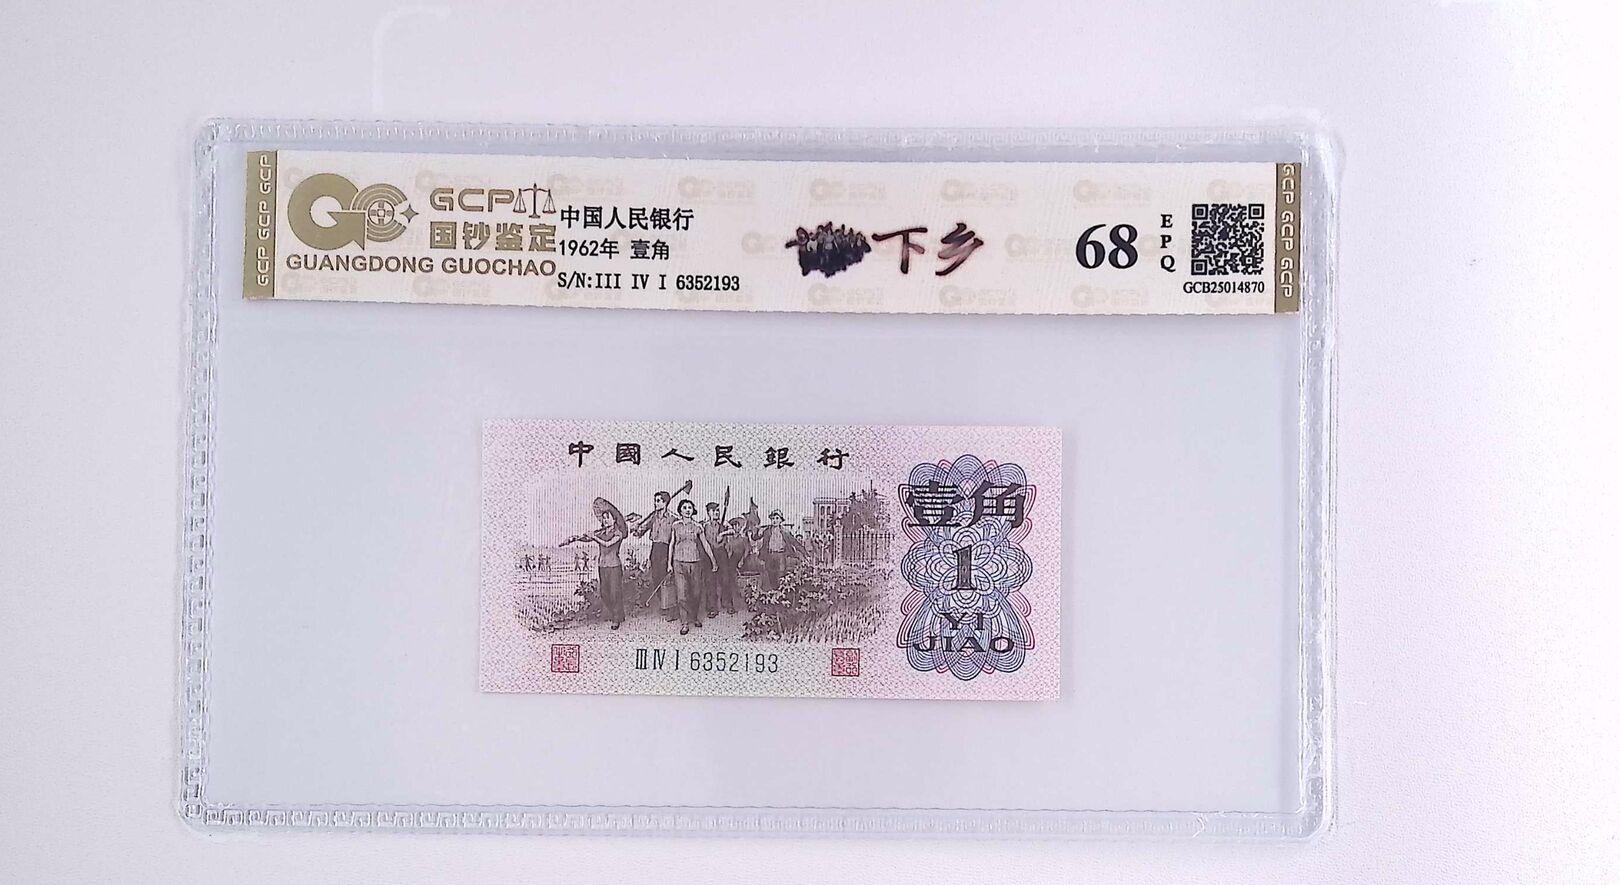 GCP GCP GCP
GCP
国钞鉴定
GUANGDONG GUOCHAO
中国人民银行
1962年 壹角
S/N:III IV I 6352193
下乡
68
EPQ
GCB25014870
GCP GCP GCP
中國人民銀行
壹角
1
YI
JIAO
III IV I 6352193